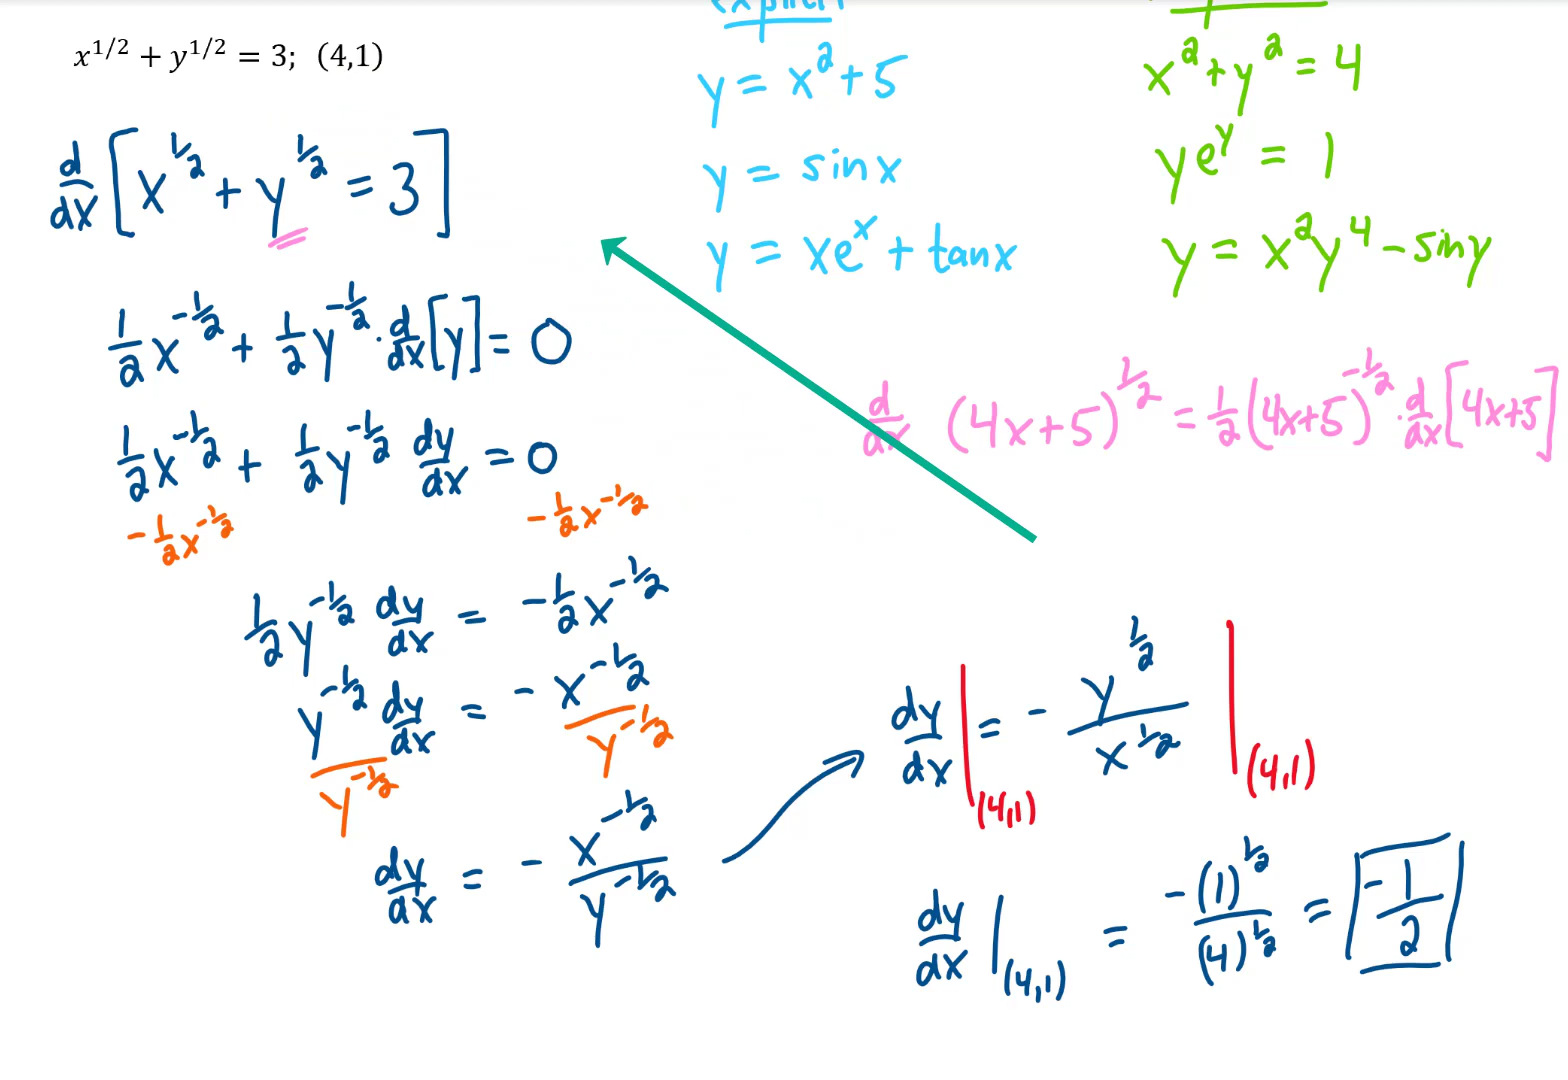 x^{1/2} + y^{1/2} = 3; (4,1)
d/dx [x^{1/2} + y^{1/2} = 3]
1/2 x^{-1/2} + 1/2 y^{-1/2} · d/dx [y] = 0
1/2 x^{-1/2} + 1/2 y^{-1/2} dy/dx = 0
-1/2 x^{-1/2} -1/2 x^{-1/2}
1/2 y^{-1/2} dy/dx = -1/2 x^{-1/2}
y^{-1/2} dy/dx / y^{-1/2} = - x^{-1/2} / y^{-1/2}
dy/dx = - x^{-1/2} / y^{-1/2}
explicit
y = x^2 + 5
y = sin x
y = xe^x + tan x
x^2 + y^2 = 4
ye^y = 1
y = x^2 y^4 - sin y
d/dx (4x+5)^{1/2} = 1/2 (4x+5)^{-1/2} · d/dx [4x+5]
dy/dx |_(4,1) = - y^{1/2} / x^{1/2} |_(4,1)
dy/dx |_(4,1) = -(1)^{1/2} / (4)^{1/2} = -1/2